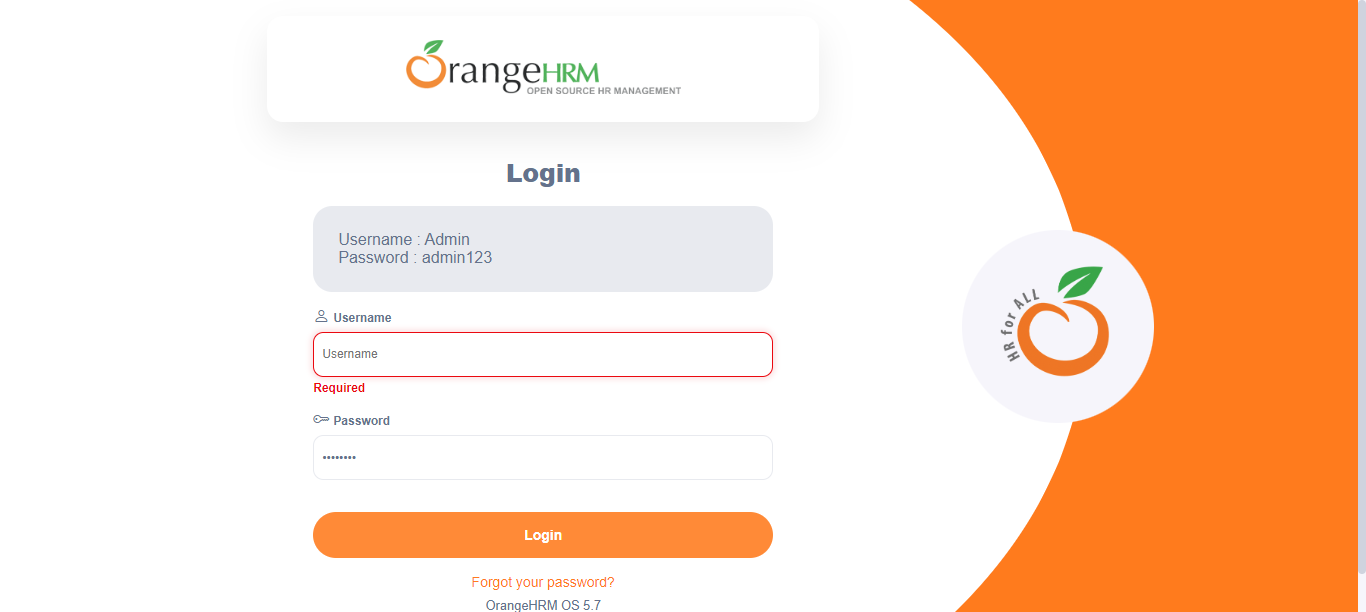 OrangeHRM
OPEN SOURCE HR MANAGEMENT
Login
Username : Admin
Password : admin123
Username
Username
Required
Password
••••••••
Login
Forgot your password?
OrangeHRM OS 5.7
HR for ALL